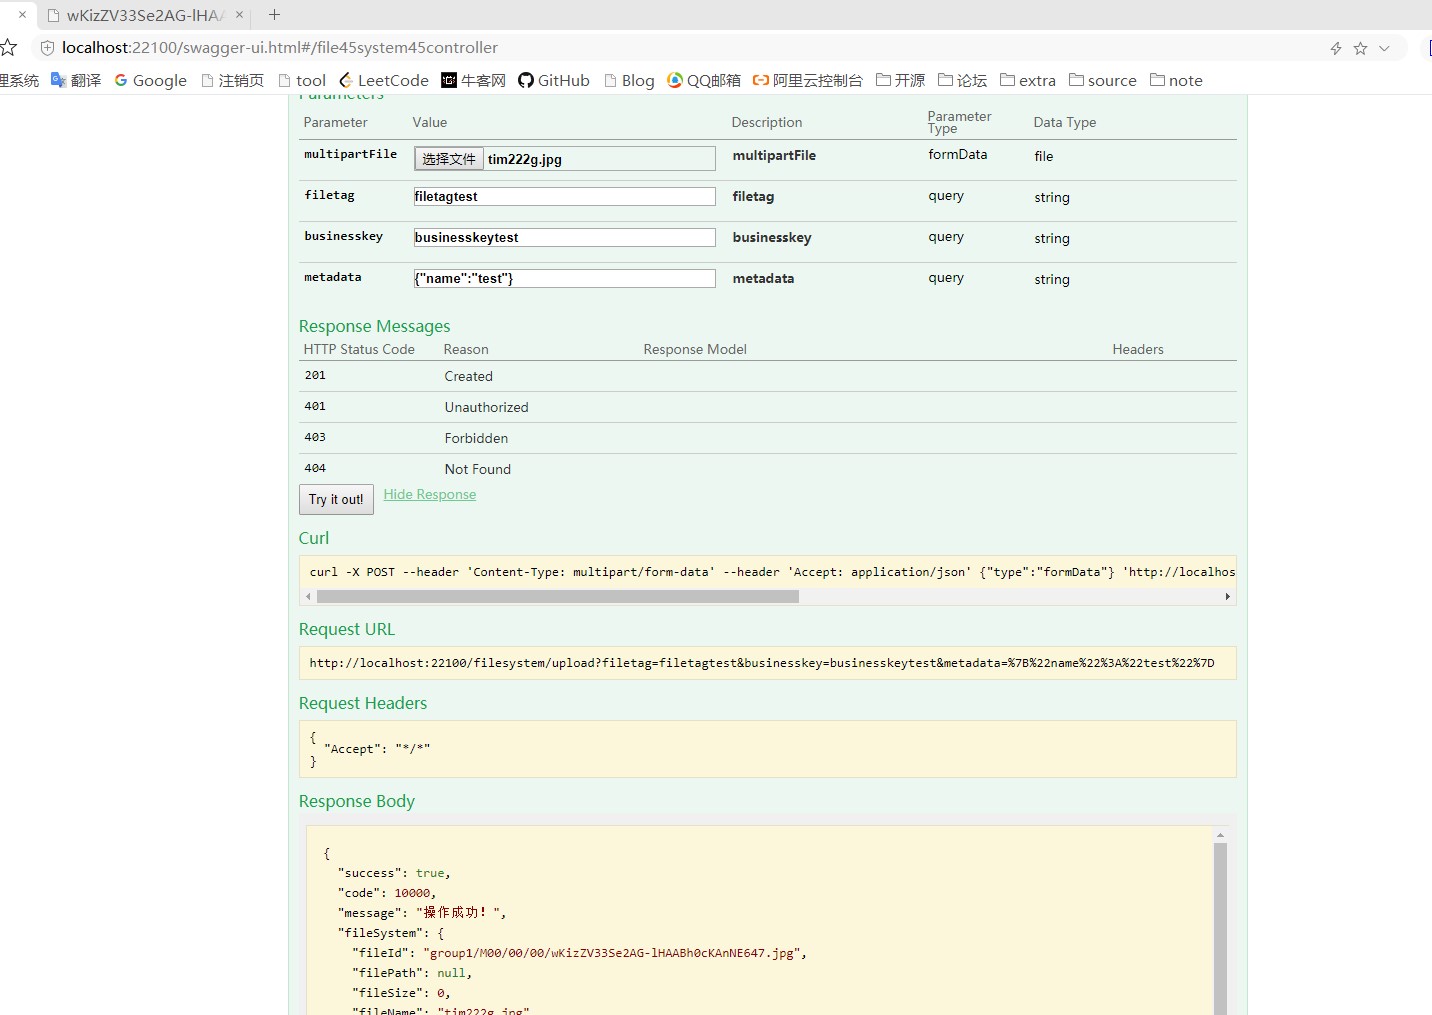 × wKizZV33Se2AG-lHAA ×
localhost:22100/swagger-ui.html#/file45system45controller
理系统 翻译 Google 注销页 tool LeetCode 牛客网 GitHub Blog QQ邮箱 阿里云控制台 开源 论坛 extra source note
Parameters
Parameter Value Description Parameter Type Data Type
multipartFile 选择文件 tim222g.jpg multipartFile formData file
filetag filetagtest filetag query string
businesskey businesskeytest businesskey query string
metadata {"name":"test"} metadata query string
Response Messages
HTTP Status Code Reason Response Model Headers
201 Created
401 Unauthorized
403 Forbidden
404 Not Found
Try it out! Hide Response
Curl
curl -X POST --header 'Content-Type: multipart/form-data' --header 'Accept: application/json' {"type":"formData"} 'http://localhos
Request URL
http://localhost:22100/filesystem/upload?filetag=filetagtest&businesskey=businesskeytest&metadata=%7B%22name%22%3A%22test%22%7D
Request Headers
{
"Accept": "*/*"
}
Response Body
{
"success": true,
"code": 10000,
"message": "操作成功！",
"fileSystem": {
"fileId": "group1/M00/00/00/wKizZV33Se2AG-lHAABh0cKAnNE647.jpg",
"filePath": null,
"fileSize": 0,
"fileName": "tim222g.jpg"